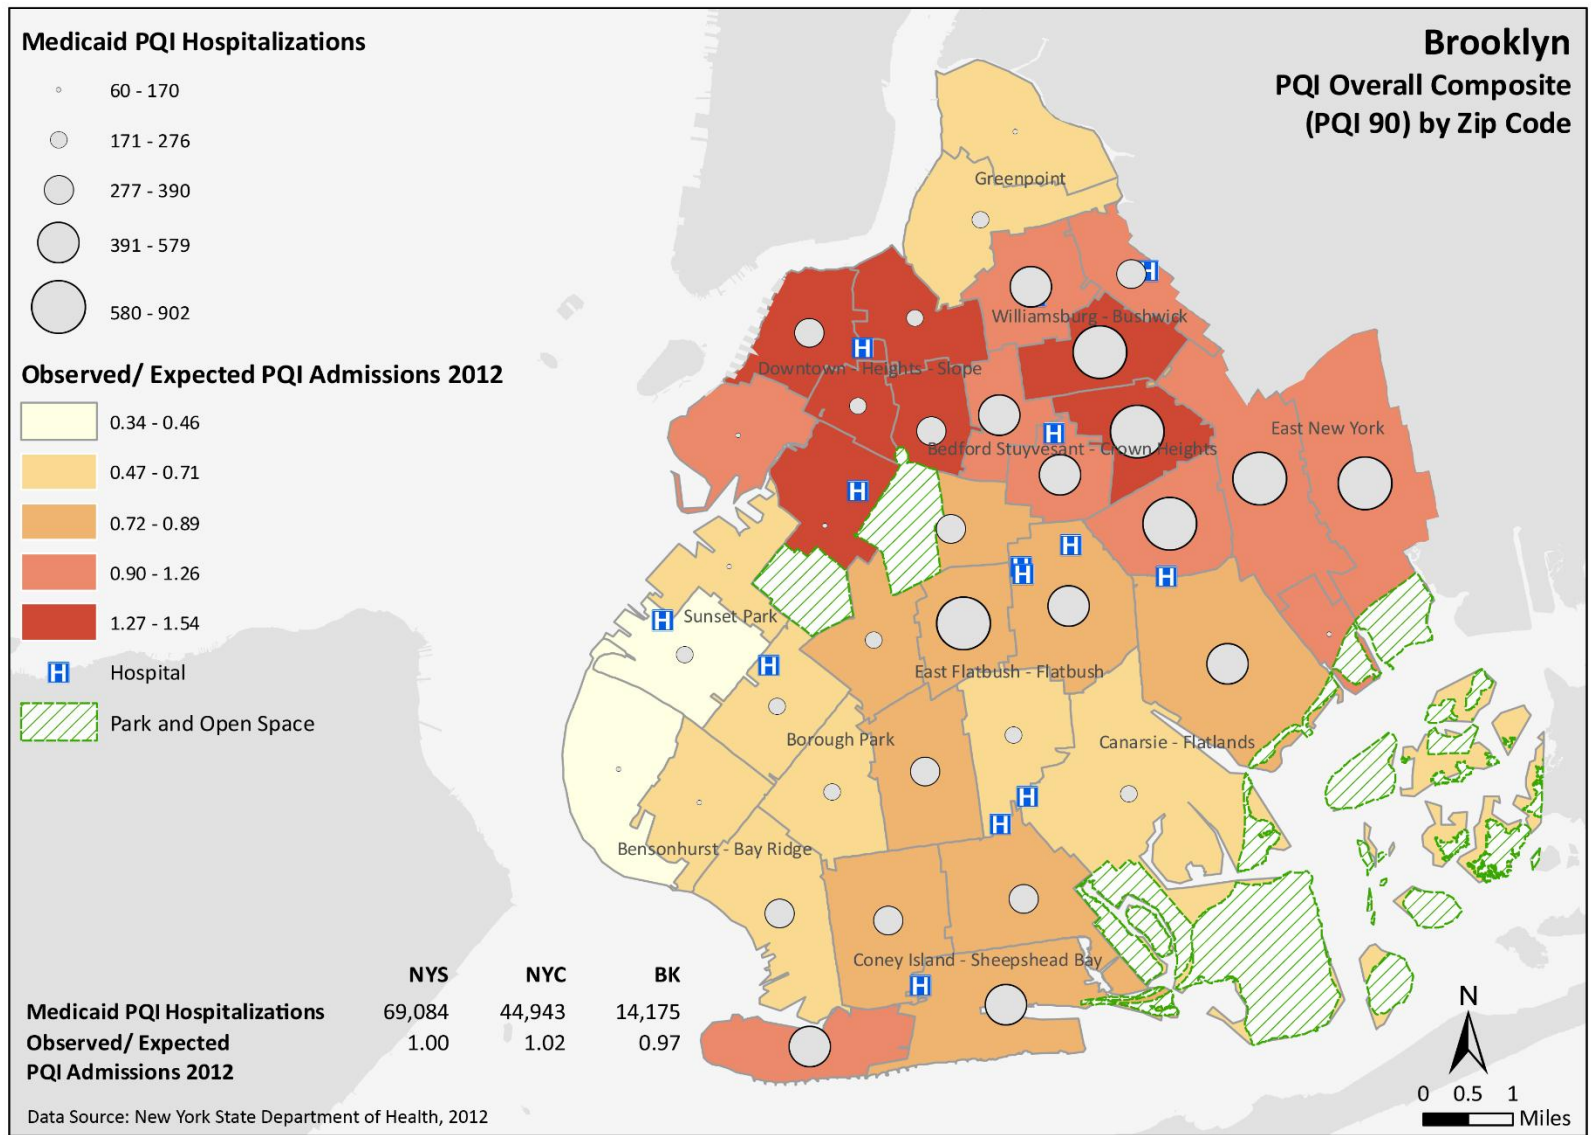 Medicaid PQI Hospitalizations
60 - 170
171 - 276
277 - 390
391 - 579
580 - 902
Observed/ Expected PQI Admissions 2012
0.34 - 0.46
0.47 - 0.71
0.72 - 0.89
0.90 - 1.26
1.27 - 1.54
H Hospital
Park and Open Space
Brooklyn
PQI Overall Composite
(PQI 90) by Zip Code
Greenpoint
H
Williamsburg - Bushwick
H
Downtown - Heights - Slope
East New York
H
Bedford Stuyvesant - Crown Heights
H
H
H
H
H
Sunset Park
H
H
East Flatbush - Flatbush
Borough Park
Canarsie - Flatlands
H
H
Bensonhurst - Bay Ridge
Coney Island - Sheepshead Bay
H
NYS NYC BK
Medicaid PQI Hospitalizations 69,084 44,943 14,175
Observed/ Expected 1.00 1.02 0.97
PQI Admissions 2012
Data Source: New York State Department of Health, 2012
N
0 0.5 1
Miles